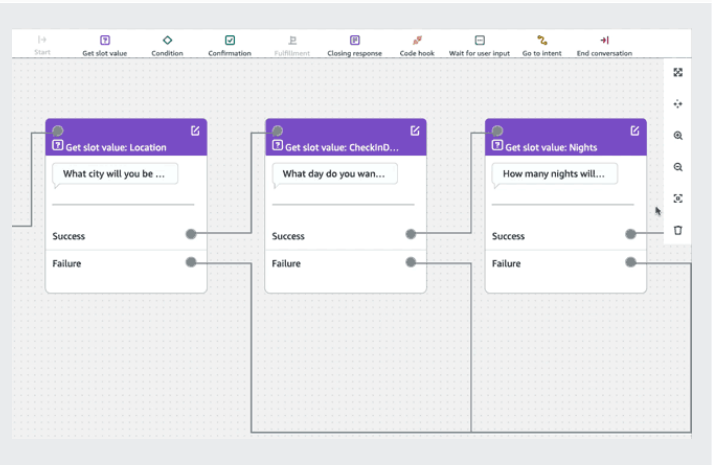 Start
Get slot value
Condition
Confirmation
Fulfillment
Closing response
Code hook
Wait for user input
Go to intent
End conversation
Get slot value: Location
What city will you be ...
Success
Failure
Get slot value: CheckInD...
What day do you wan...
Success
Failure
Get slot value: Nights
How many nights will...
Success
Failure